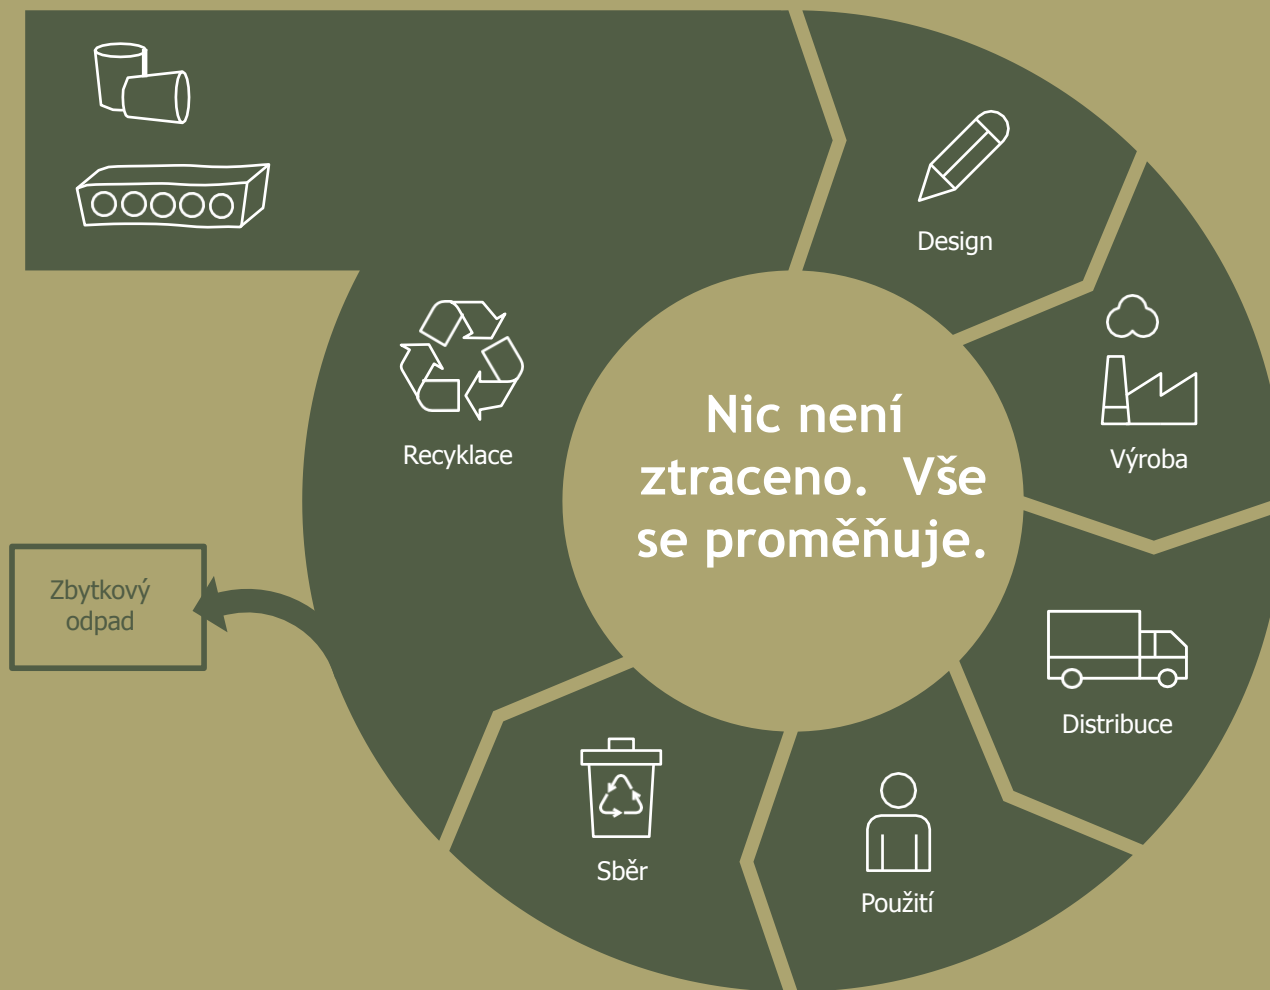 Design
Výroba
Recyklace
Nic není
ztraceno. Vše
se proměňuje.
Zbytkový
odpad
Distribuce
Sběr
Použití